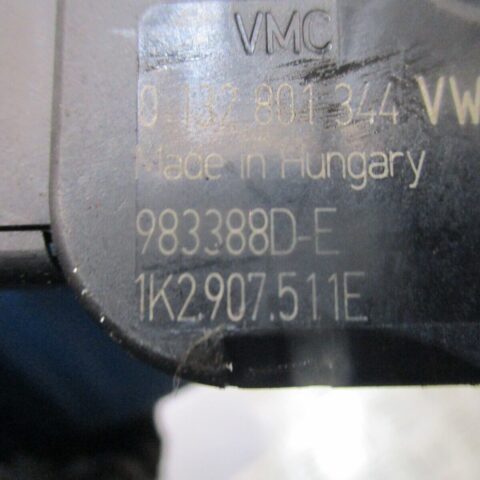 VMC
0 132 801 344 VW
Made in Hungary
983388D-E
1K2.907.511E